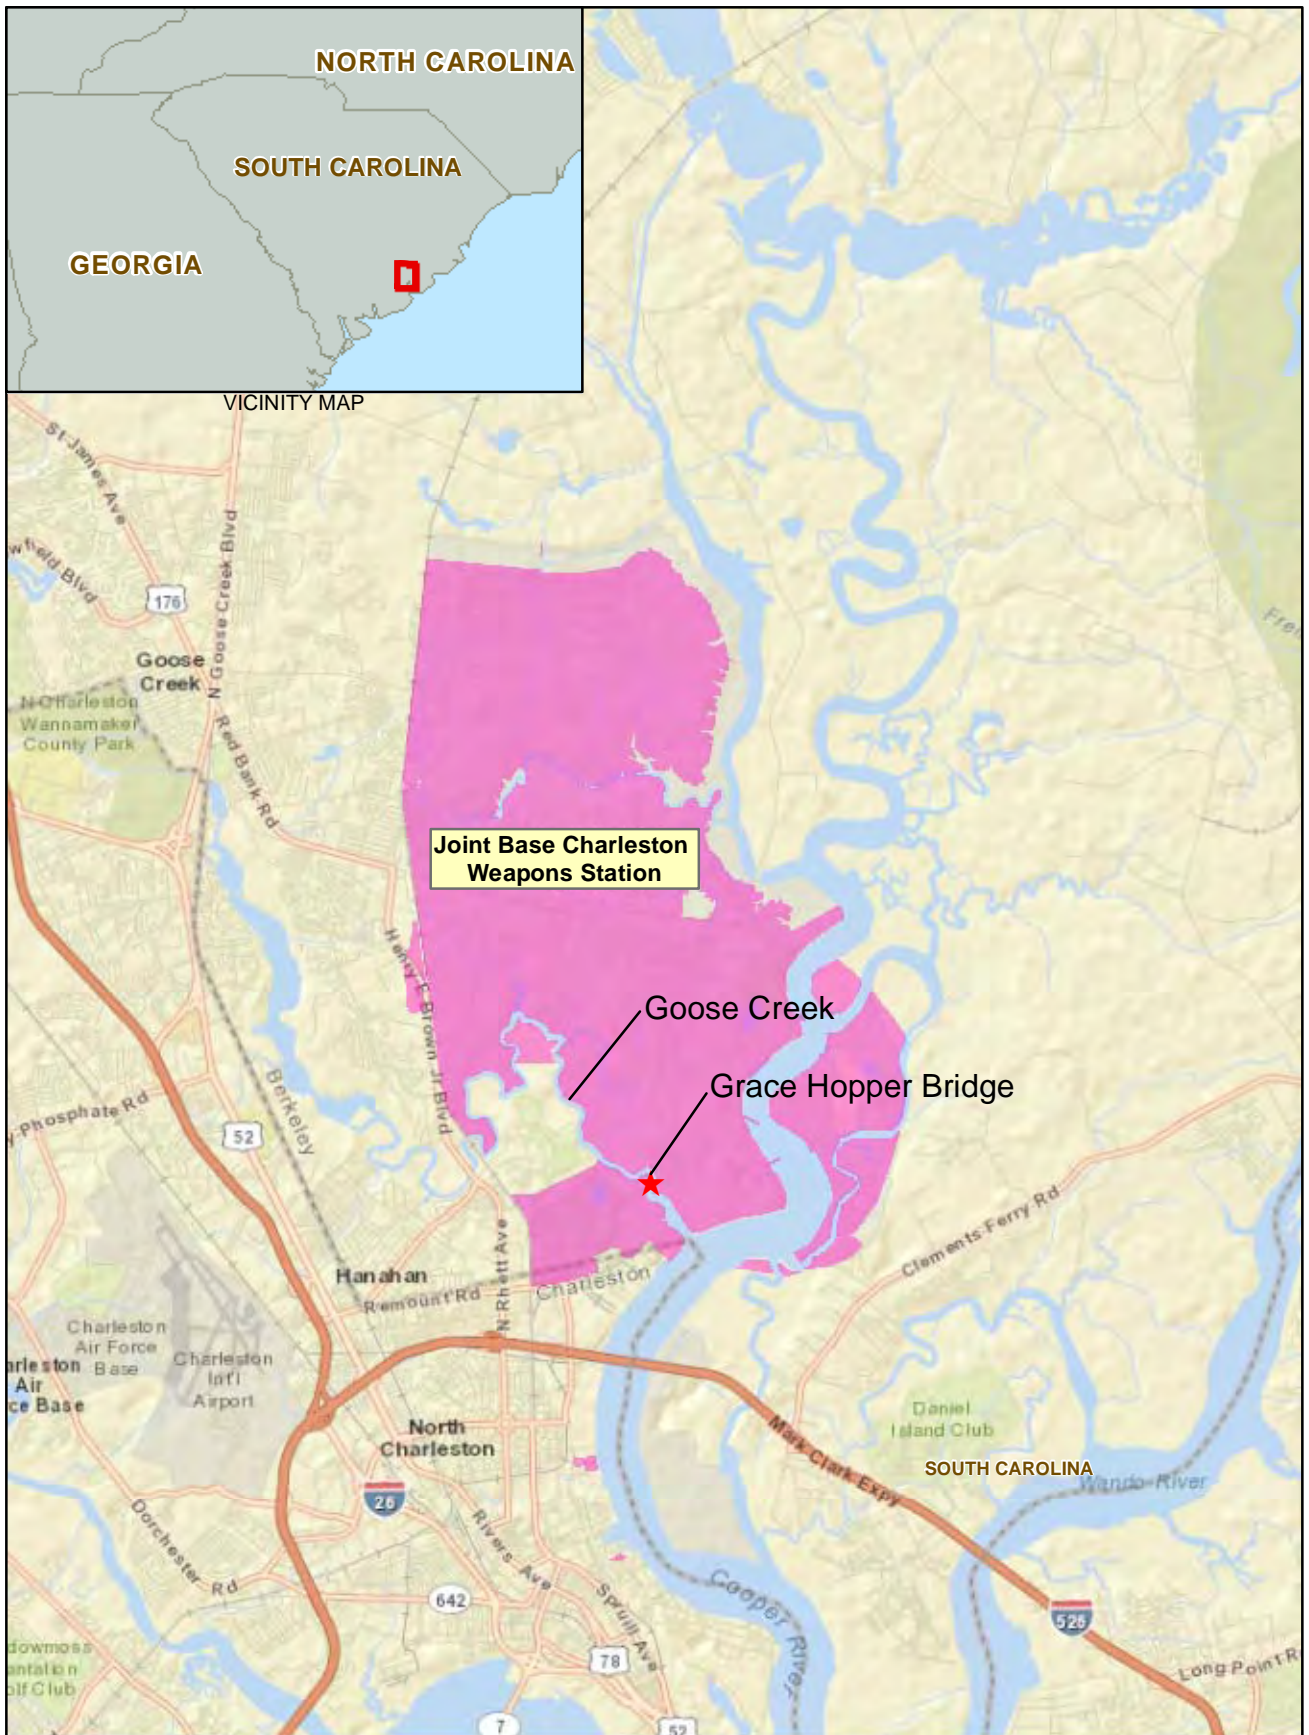 NORTH CAROLINA
SOUTH CAROLINA
GEORGIA
VICINITY MAP
St James Ave
N Goose Creek Blvd
Blvd
176
Goose
Creek
N Charleston
Wannamaker
County Park
Red Bank Rd
Joint Base Charleston
Weapons Station
Henry E Brown Jr Blvd
Goose Creek
Grace Hopper Bridge
Berkeley
Phosphate Rd
52
N Rhett Ave
Clements Ferry Rd
Hanahan
Remount Rd
Charleston
Charleston
Air Force
Base
Charleston
Int'l
Airport
Air
Base
North
Charleston
Daniel
Island Club
Mark Clark Expy
SOUTH CAROLINA
Wando River
26
Dorchester Rd
Rivers Ave
Spruill Ave
642
Cooper River
526
78
Long Point R
Club
7
52